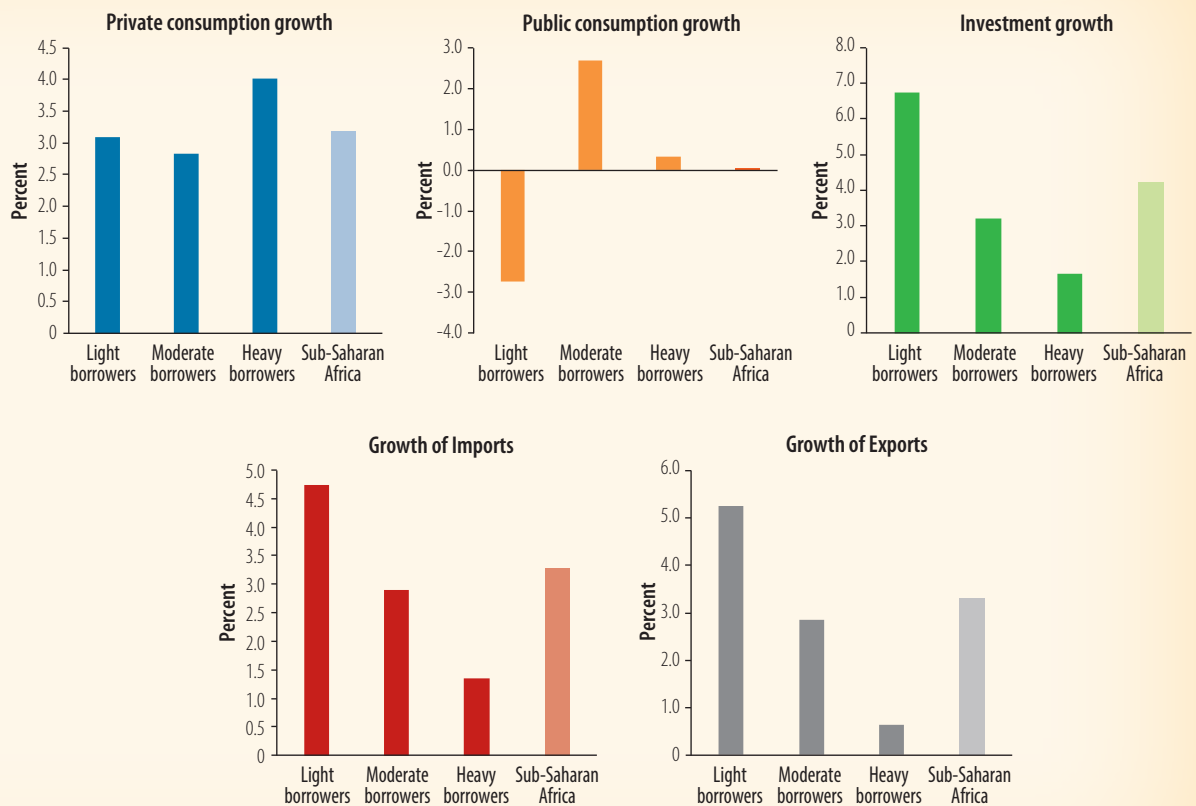 Private consumption growth
Percent
4.5
4.0
3.5
3.0
2.5
2.0
1.5
1.0
0.5
0
Light borrowers
Moderate borrowers
Heavy borrowers
Sub-Saharan Africa
Public consumption growth
Percent
3.0
2.0
1.0
0.0
-1.0
-2.0
-3.0
-4.0
Light borrowers
Moderate borrowers
Heavy borrowers
Sub-Saharan Africa
Investment growth
Percent
8.0
7.0
6.0
5.0
4.0
3.0
2.0
1.0
0
Light borrowers
Moderate borrowers
Heavy borrowers
Sub-Saharan Africa
Growth of Imports
Percent
5.0
4.5
4.0
3.5
3.0
2.5
2.0
1.5
1.0
0.5
0
Light borrowers
Moderate borrowers
Heavy borrowers
Sub-Saharan Africa
Growth of Exports
Percent
6.0
5.0
4.0
3.0
2.0
1.0
0
Light borrowers
Moderate borrowers
Heavy borrowers
Sub-Saharan Africa